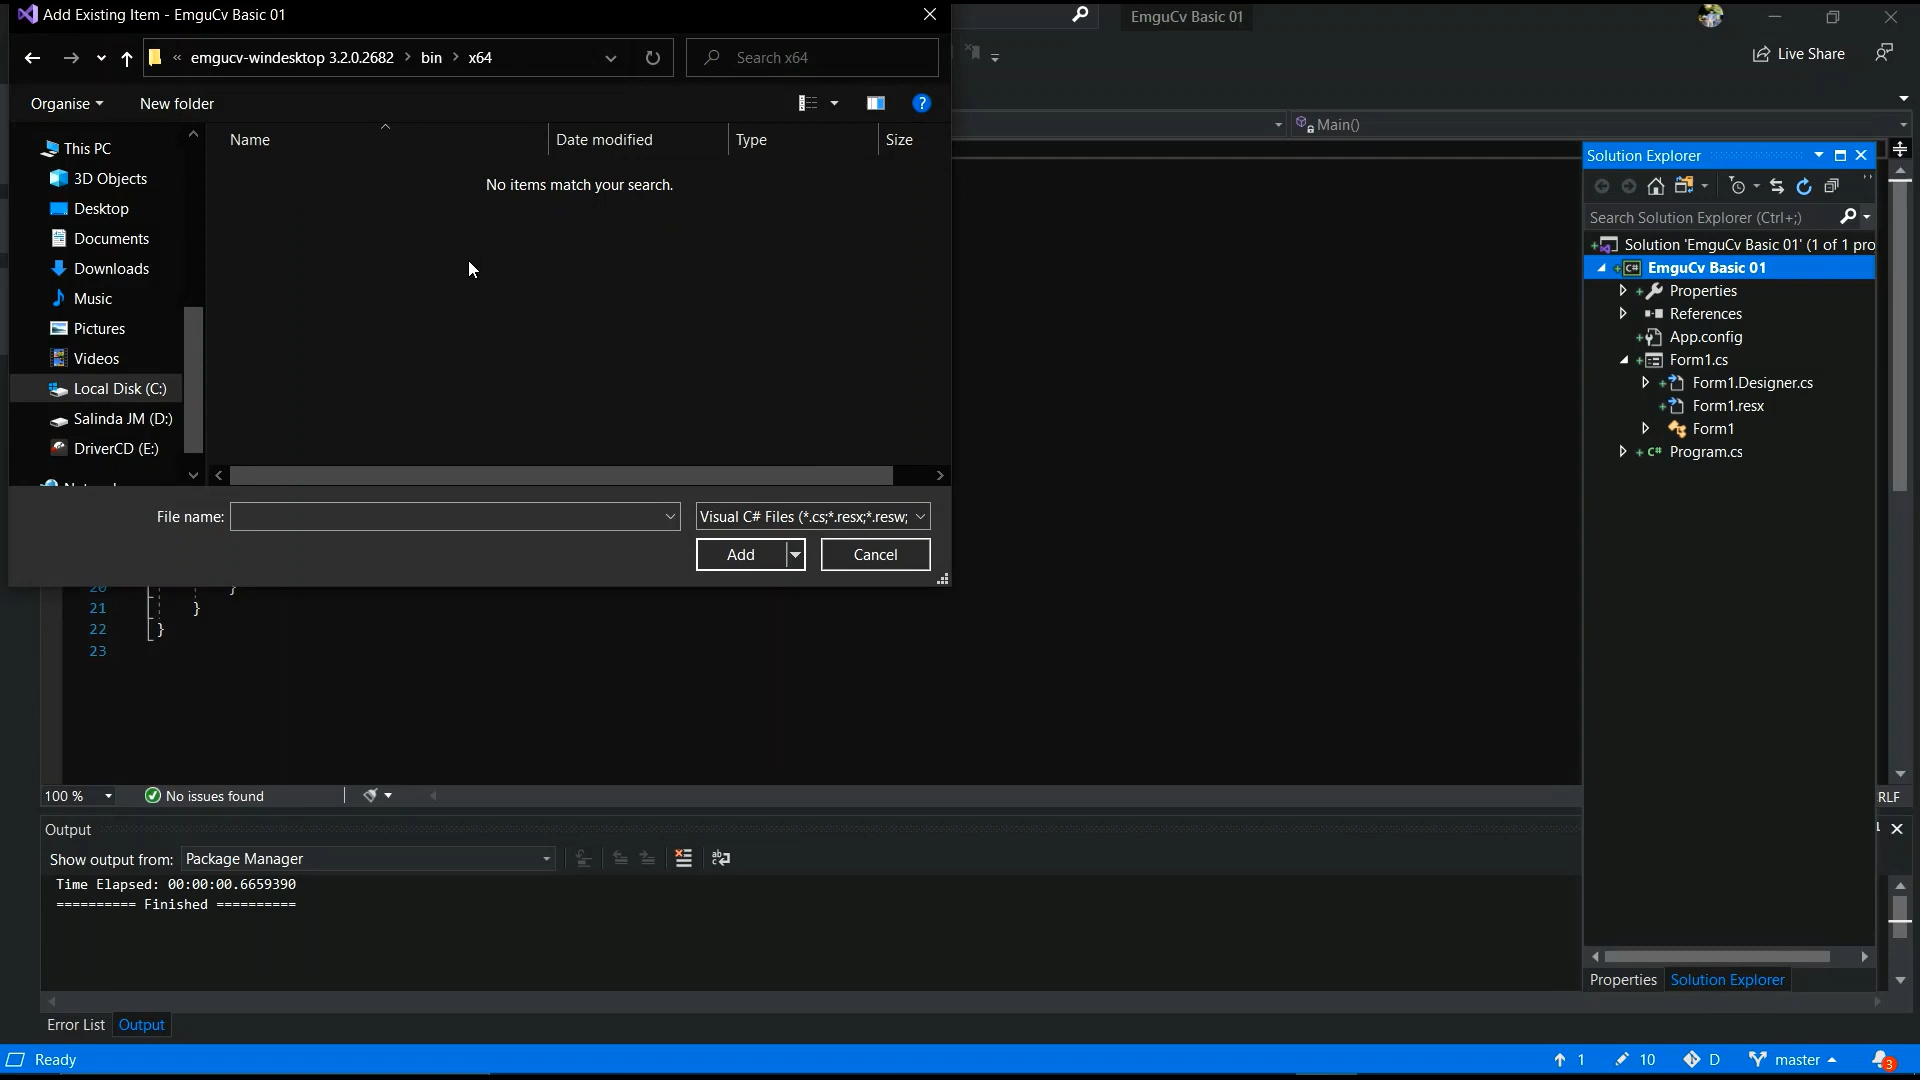 Add Existing Item - EmguCv Basic 01
EmguCv Basic 01
« emgucv-windesktop 3.2.0.2682 > bin > x64
Search x64
Live Share
Organise
New folder
Name
Date modified
Type
Size
Main()
No items match your search.
This PC
3D Objects
Desktop
Documents
Downloads
Music
Pictures
Videos
Local Disk (C:)
Salinda JM (D:)
DriverCD (E:)
File name:
Visual C# Files (*.cs;*.resx;*.resw;
Add
Cancel
Solution Explorer
Search Solution Explorer (Ctrl+;)
Solution 'EmguCv Basic 01' (1 of 1 pro
C# EmguCv Basic 01
Properties
References
App.config
Form1.cs
Form1.Designer.cs
Form1.resx
Form1
C# Program.cs
20 }
21 }
22 }
23
100 %
No issues found
RLF
Output
Show output from: Package Manager
Time Elapsed: 00:00:00.6659390
========== Finished ==========
Properties
Solution Explorer
Error List
Output
Ready
1
10
D
master
3